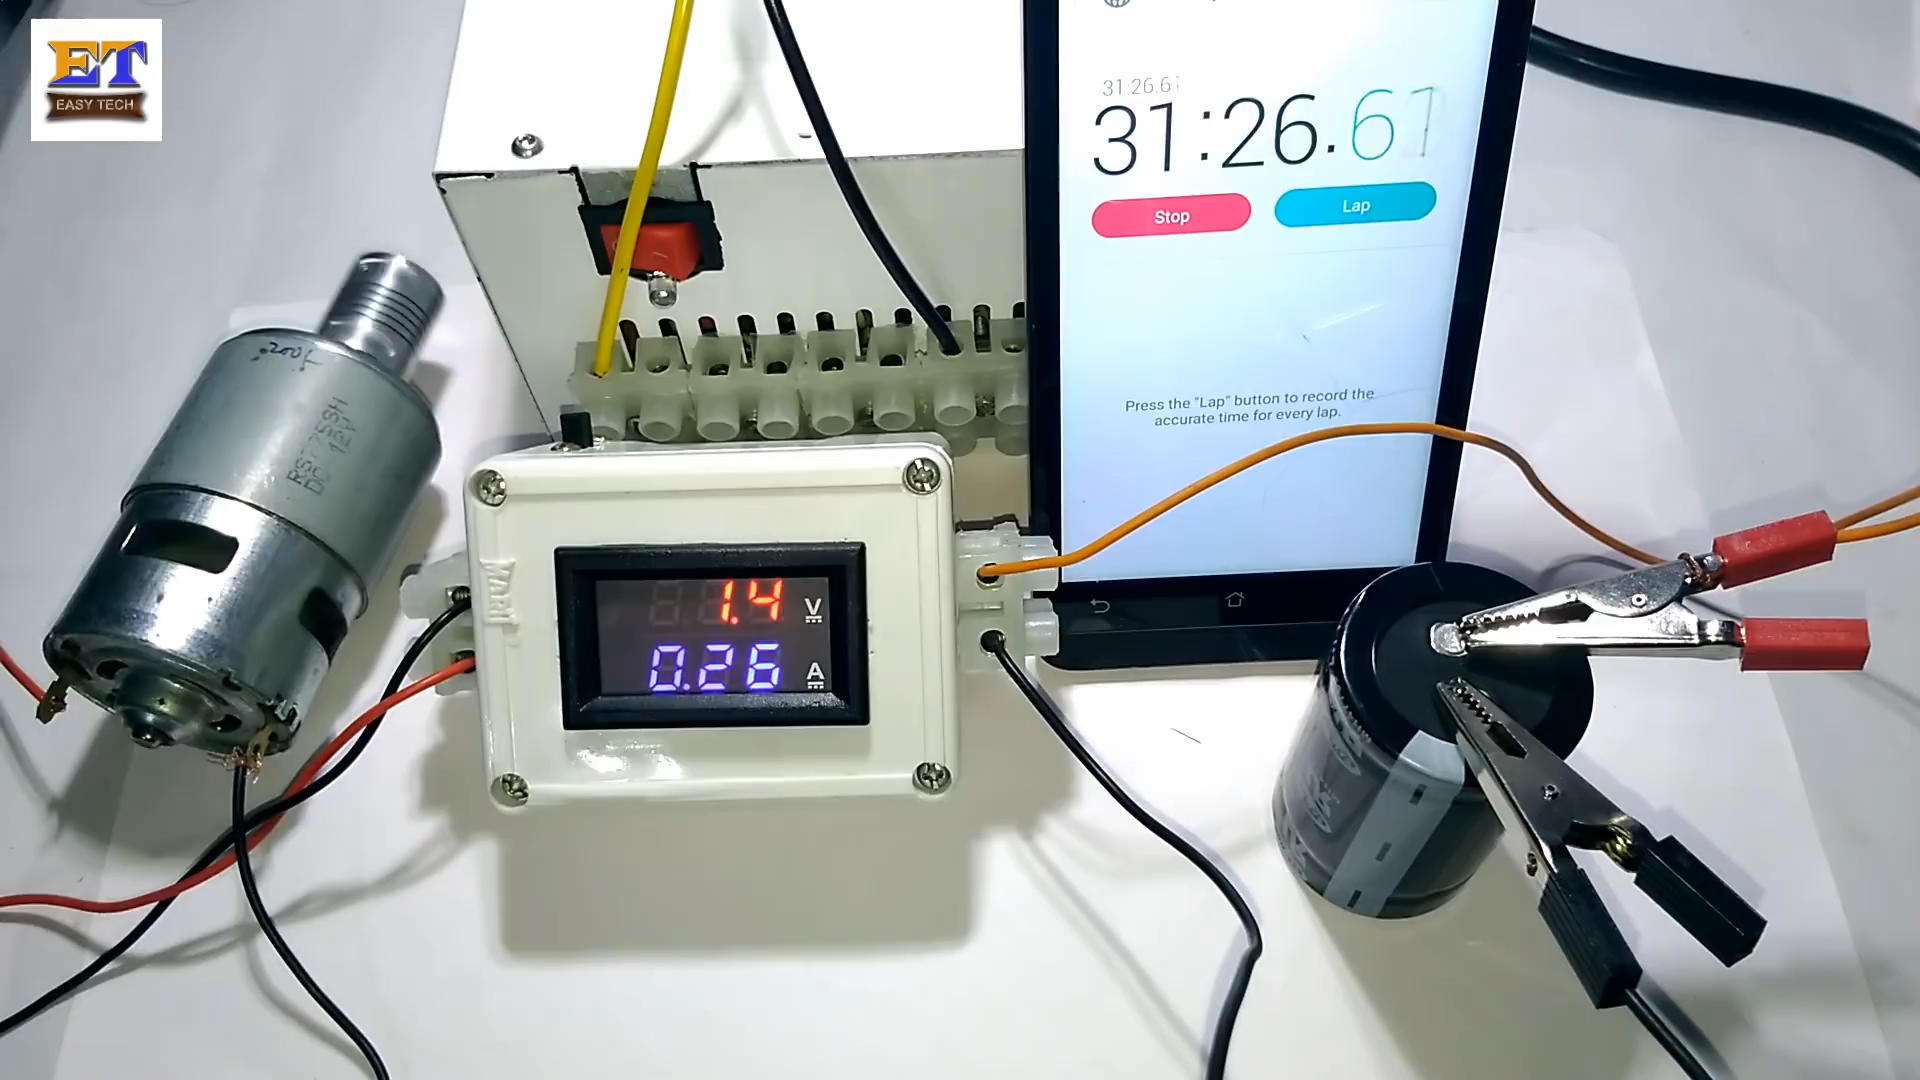 ET
EASY TECH
31:26.61
31:26.61
Stop
Lap
Press the "Lap" button to record the
accurate time for every lap.
1.4 V
0.26 A
DC 12V